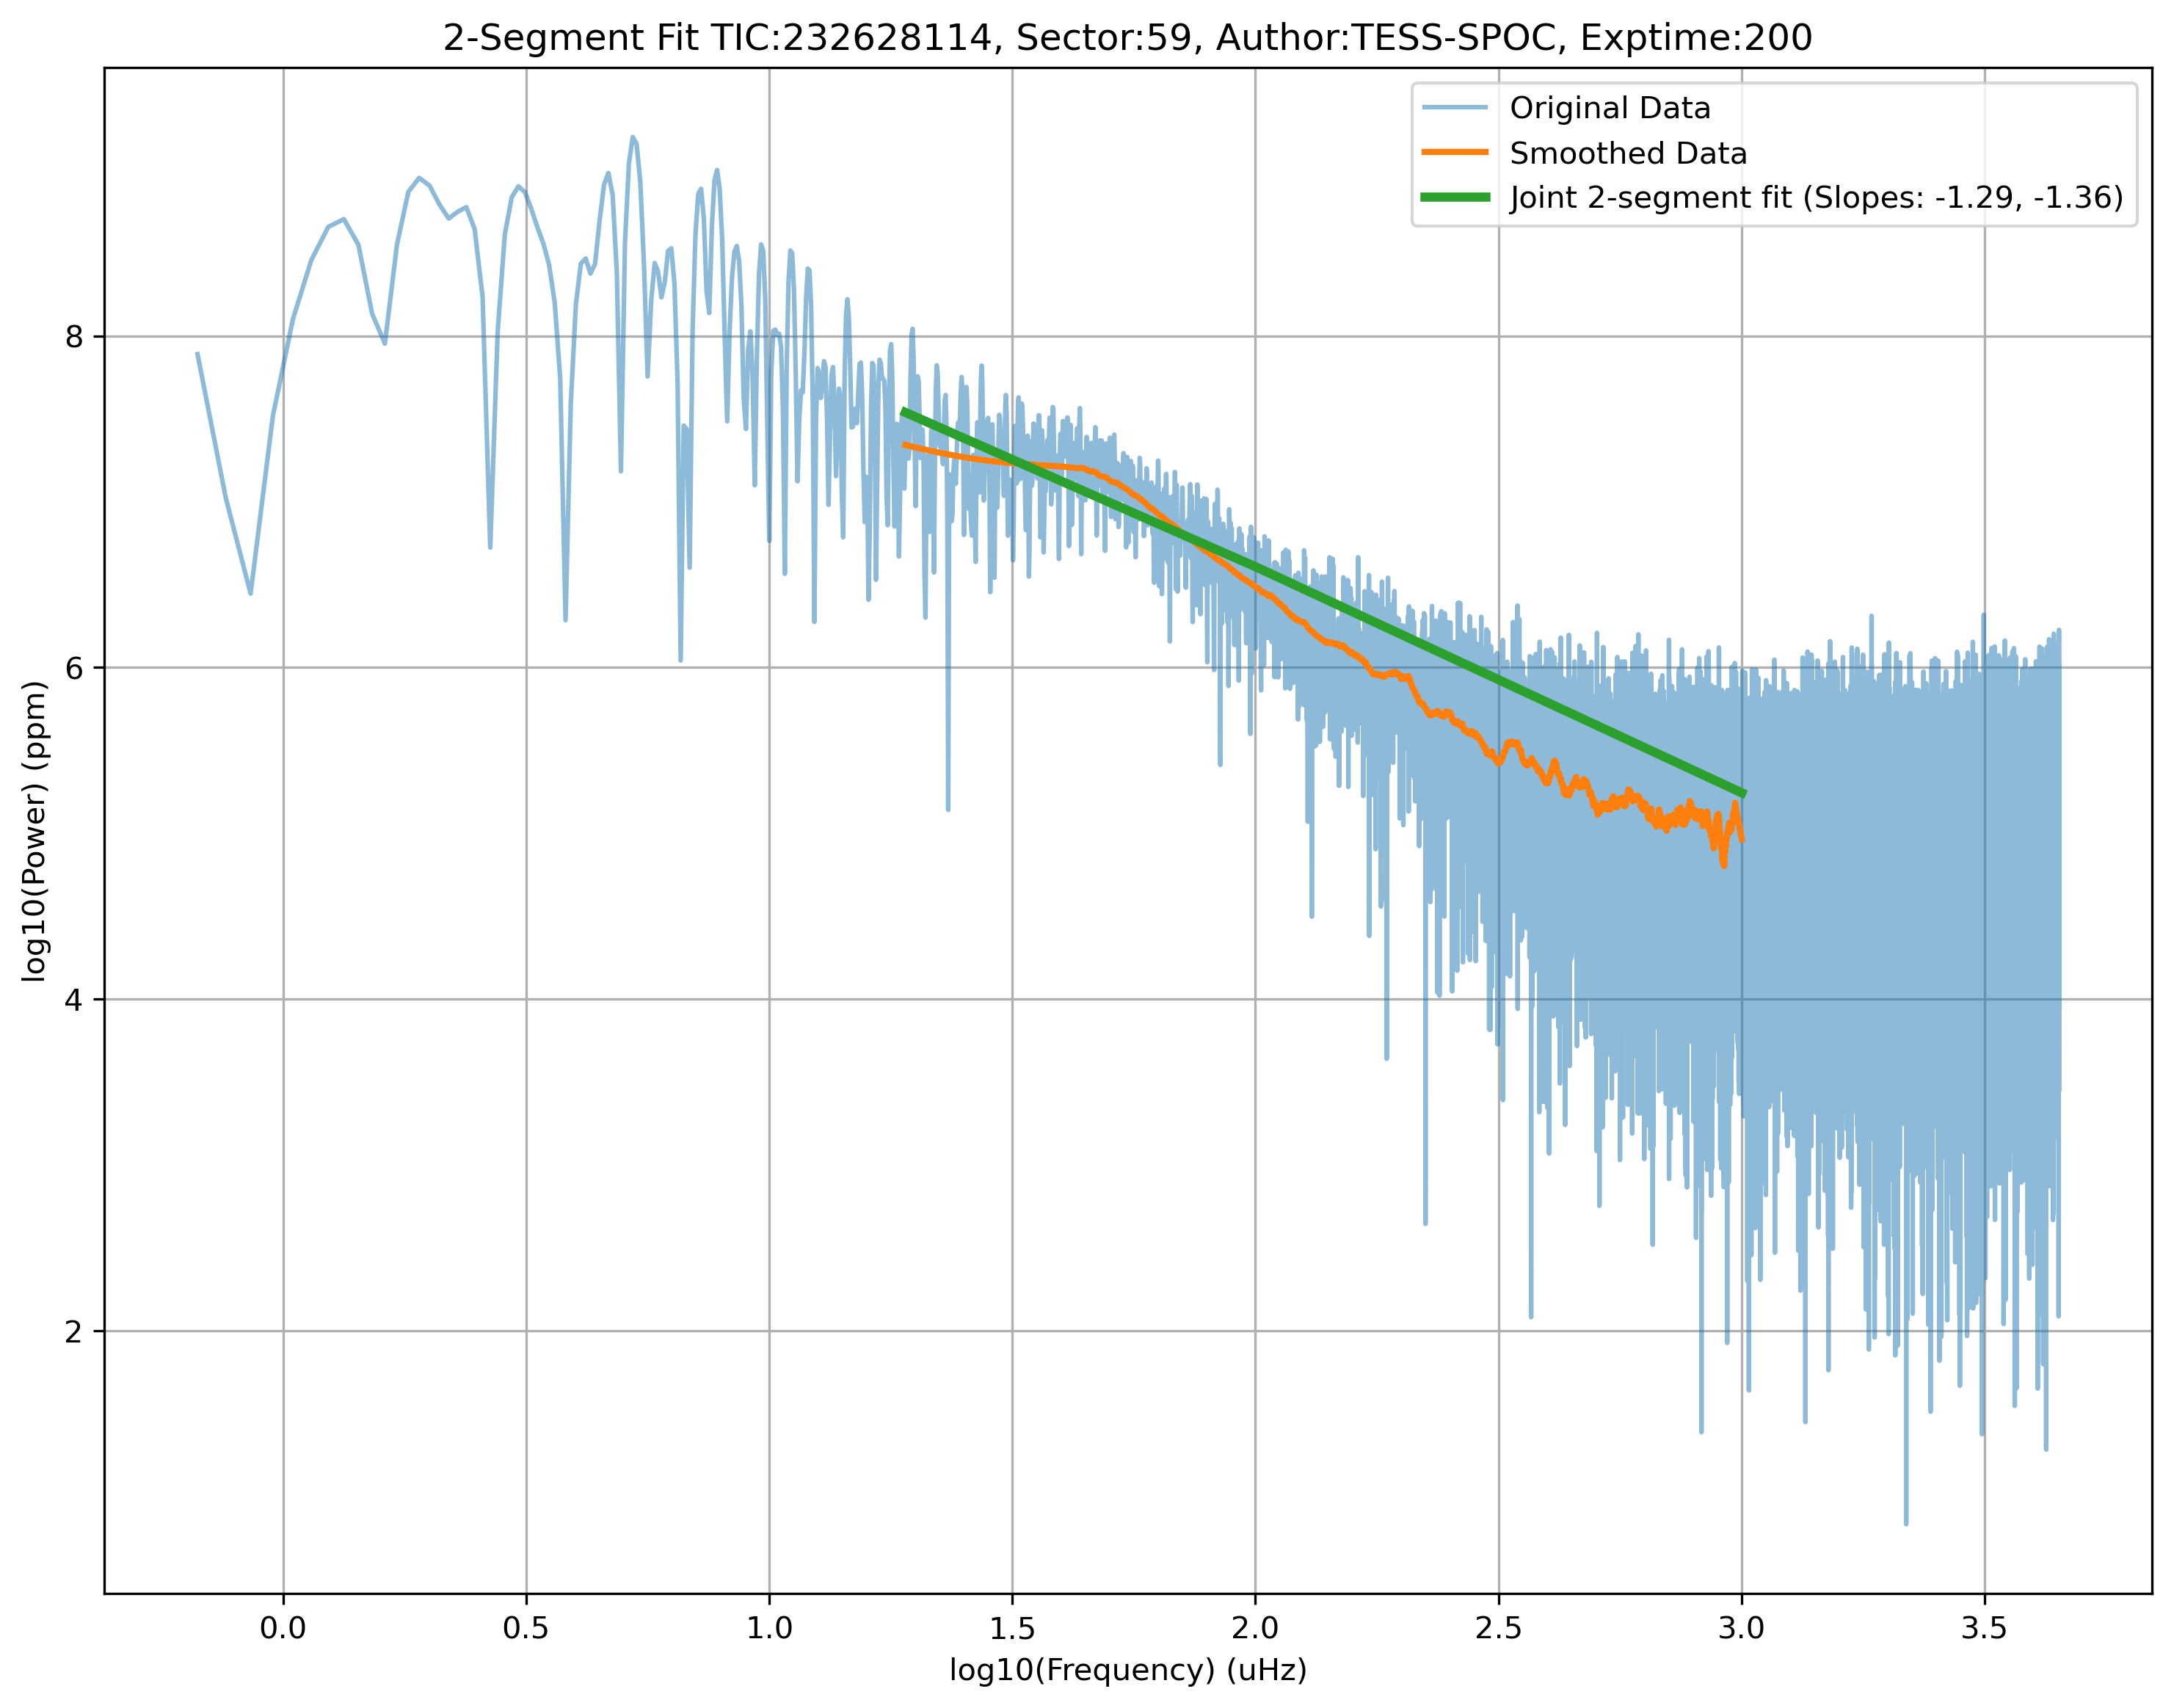 2-Segment Fit TIC:232628114, Sector:59, Author:TESS-SPOC, Exptime:200
Original Data
Smoothed Data
Joint 2-segment fit (Slopes: -1.29, -1.36)
log10(Power) (ppm)
8
6
4
2
0.0 0.5 1.0 1.5 2.0 2.5 3.0 3.5
log10(Frequency) (uHz)